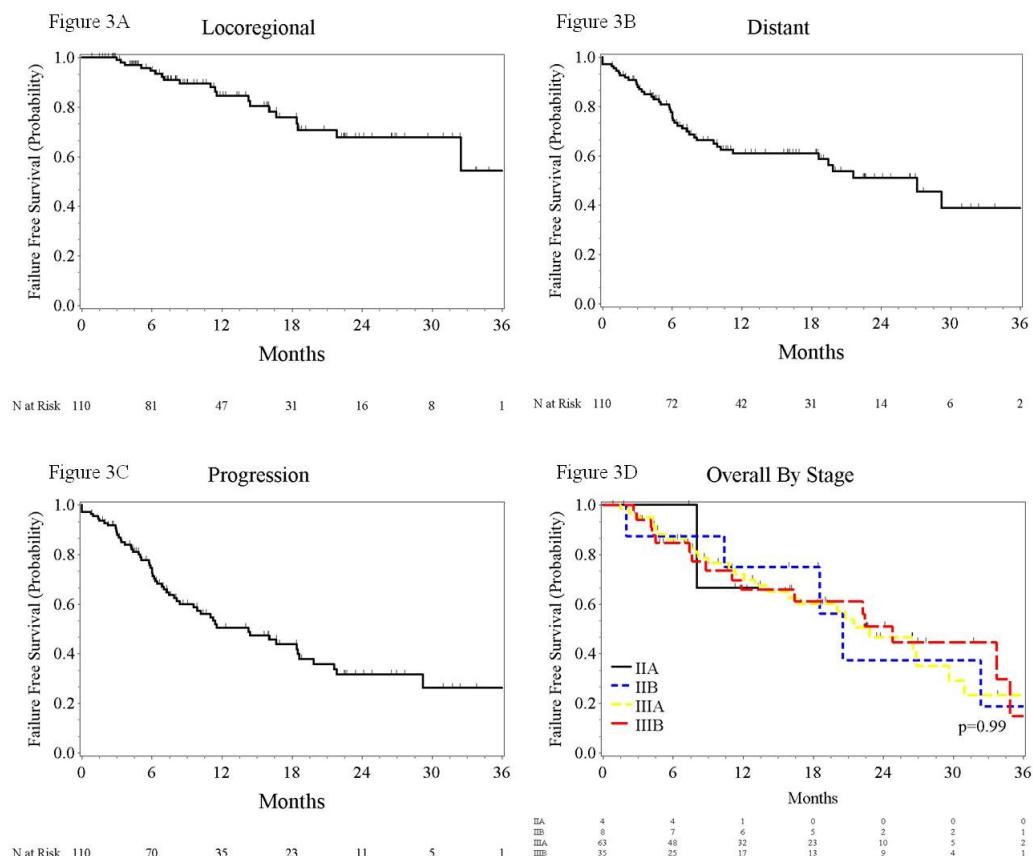 Figure 3A
Locoregional
Failure Free Survival (Probability)
1.0
0.8
0.6
0.4
0.2
0.0
0 6 12 18 24 30 36
Months
N at Risk 110 81 47 31 16 8 1
Figure 3B
Distant
Failure Free Survival (Probability)
1.0
0.8
0.6
0.4
0.2
0.0
0 6 12 18 24 30 36
Months
N at Risk 110 72 42 31 14 6 2
Figure 3C
Progression
Failure Free Survival (Probability)
1.0
0.8
0.6
0.4
0.2
0.0
0 6 12 18 24 30 36
Months
N at Risk 110 70 35 23 11 5 1
Figure 3D
Overall By Stage
Failure Free Survival (Probability)
1.0
0.8
0.6
0.4
0.2
0.0
IIA
IIB
IIIA
IIIB
p=0.99
0 6 12 18 24 30 36
Months
IIA 4 4 1 0 0 0 0
IIB 8 7 6 5 2 2 1
IIIA 63 48 32 23 10 5 2
IIIB 35 25 17 13 9 4 1